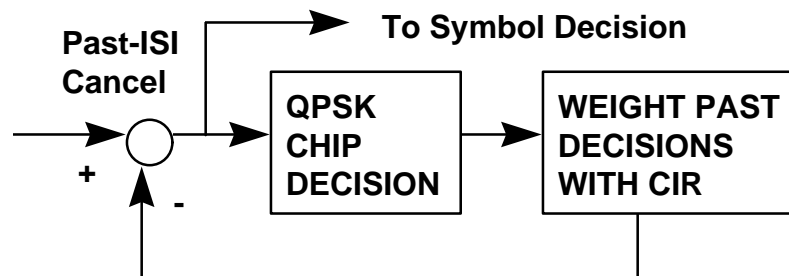 To Symbol Decision
Past-ISI
Cancel
QPSK
CHIP
DECISION
WEIGHT PAST
DECISIONS
WITH CIR
+
-